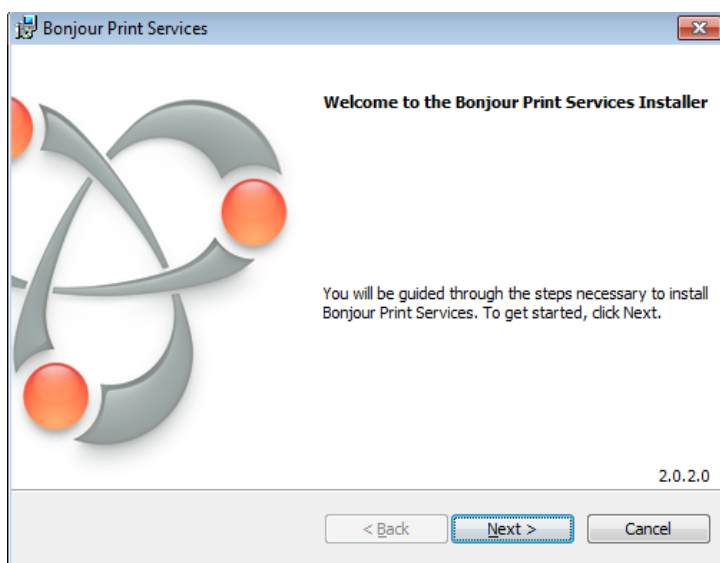 Bonjour Print Services
Welcome to the Bonjour Print Services Installer
You will be guided through the steps necessary to install
Bonjour Print Services. To get started, click Next.
2.0.2.0
< Back
Next >
Cancel